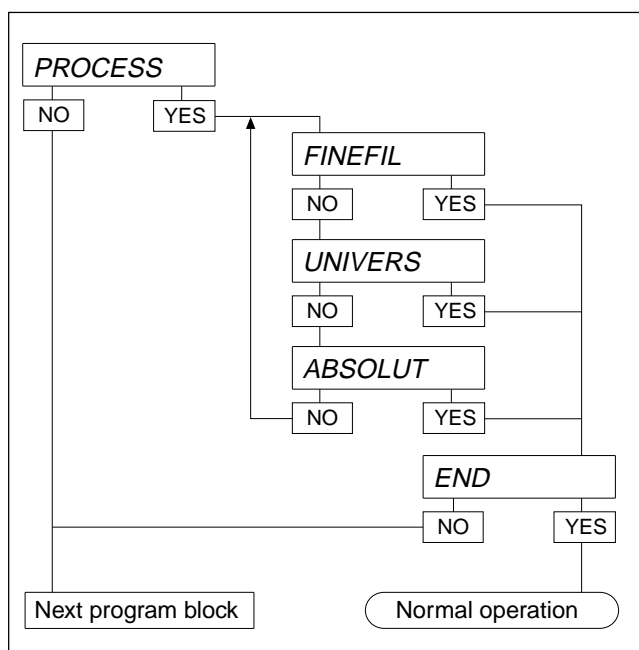 PROCESS
NO YES
FINEFIL
NO YES
UNIVERS
NO YES
ABSOLUT
NO YES
END
NO YES
Next program block Normal operation